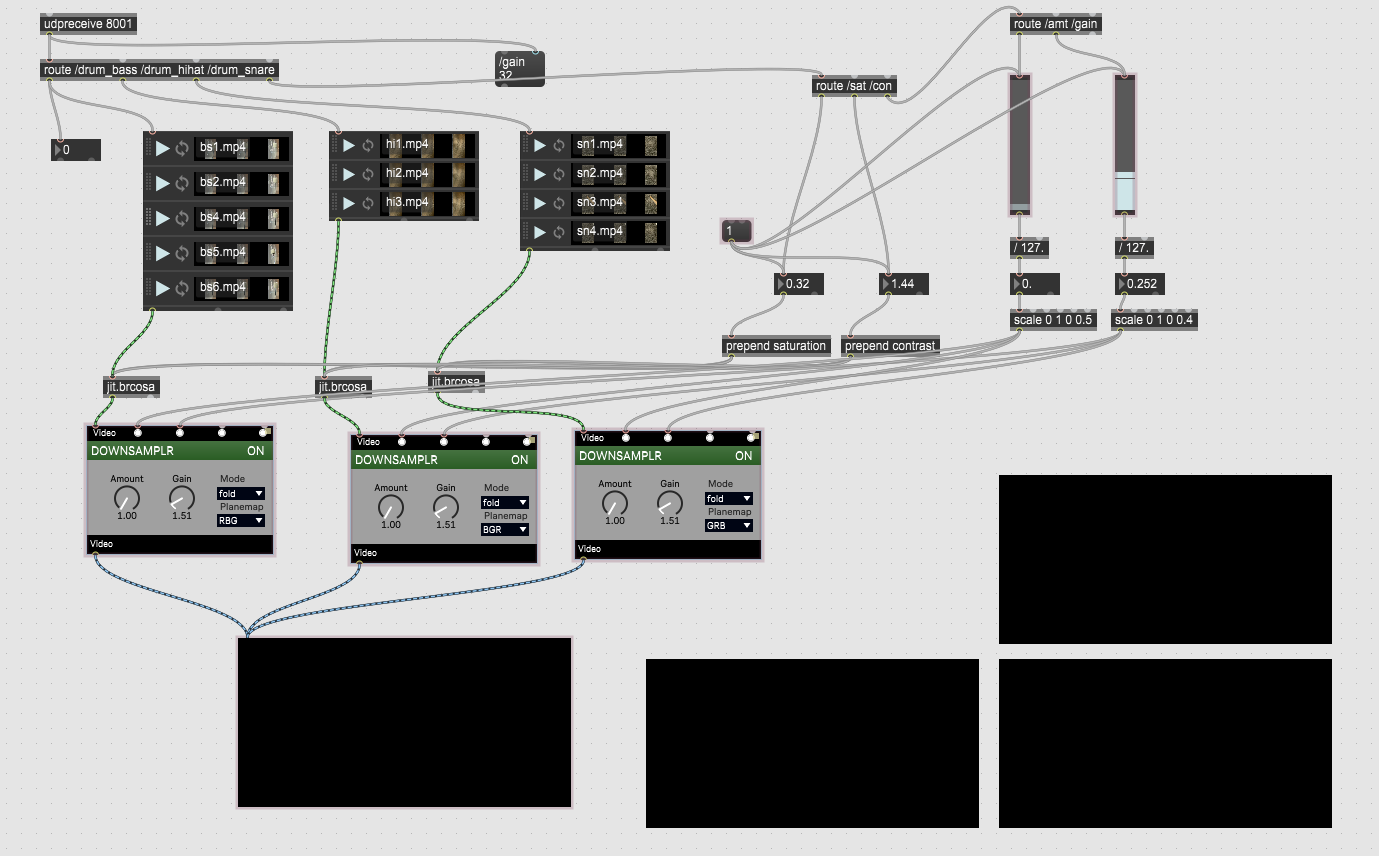 udpreceive 8001
route /amt /gain
/gain
32
route /drum_bass /drum_hihat /drum_snare
route /sat /con
0
bs1.mp4
bs2.mp4
bs4.mp4
bs5.mp4
bs6.mp4
hi1.mp4
hi2.mp4
hi3.mp4
sn1.mp4
sn2.mp4
sn3.mp4
sn4.mp4
1
/ 127.
/ 127.
0.32
1.44
0.
0.252
scale 0 1 0 0.5
scale 0 1 0 0.4
prepend saturation
prepend contrast
jit.brcosa
jit.brcosa
jit.brcosa
Video
DOWNSAMPLR ON
Amount
Gain
Mode
fold
Planemap
RBG
1.00
1.51
Video
Video
DOWNSAMPLR ON
Amount
Gain
Mode
fold
Planemap
BGR
1.00
1.51
Video
Video
DOWNSAMPLR ON
Amount
Gain
Mode
fold
Planemap
GRB
1.00
1.51
Video